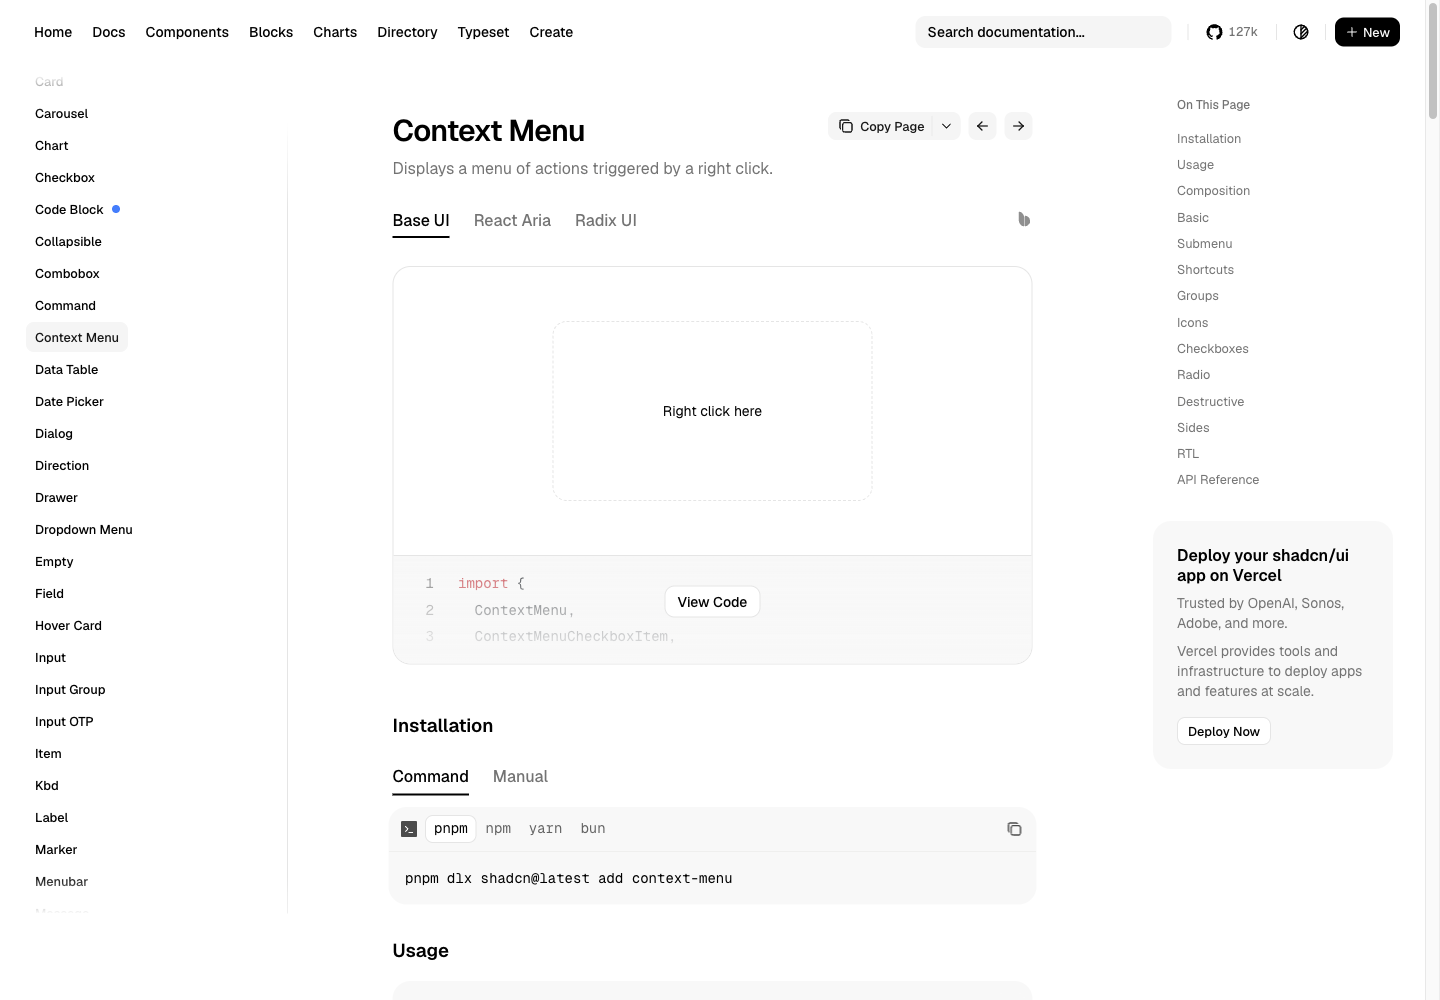 Home Docs Components Blocks Charts Directory Typeset Create
Search documentation...
127k
New
Card
Carousel
Chart
Checkbox
Code Block
Collapsible
Combobox
Command
Context Menu
Data Table
Date Picker
Dialog
Direction
Drawer
Dropdown Menu
Empty
Field
Hover Card
Input
Input Group
Input OTP
Item
Kbd
Label
Marker
Menubar
Context Menu
Copy Page
Displays a menu of actions triggered by a right click.
Base UI React Aria Radix UI
Right click here
1 import {
2 ContextMenu,
3 ContextMenuCheckboxItem,
View Code
Installation
Command Manual
pnpm npm yarn bun
pnpm dlx shadcn@latest add context-menu
Usage
On This Page
Installation
Usage
Composition
Basic
Submenu
Shortcuts
Groups
Icons
Checkboxes
Radio
Destructive
Sides
RTL
API Reference
Deploy your shadcn/ui
app on Vercel
Trusted by OpenAI, Sonos,
Adobe, and more.
Vercel provides tools and
infrastructure to deploy apps
and features at scale.
Deploy Now